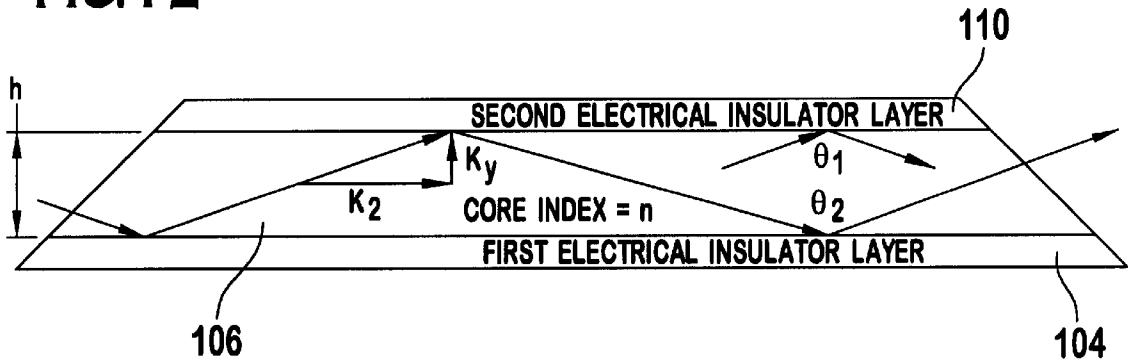 110
h
SECOND ELECTRICAL INSULATOR LAYER
Ky
θ1
K2
CORE INDEX = n
θ2
FIRST ELECTRICAL INSULATOR LAYER
106
104